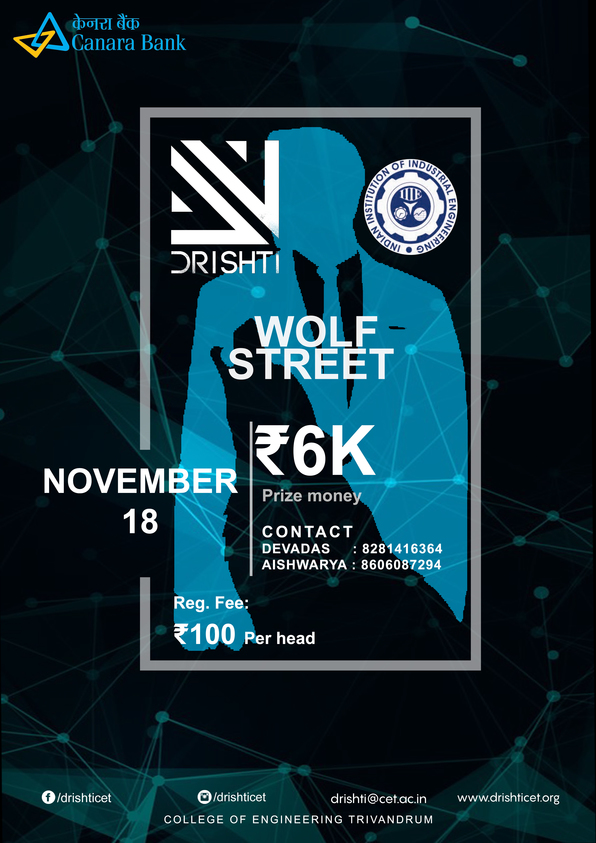 केनरा बैंक
Canara Bank
DRISHTI
INDIAN INSTITUTION OF INDUSTRIAL ENGINEERING
IIIE
WOLF
STREET
₹6K
Prize money
NOVEMBER
18
CONTACT
DEVADAS : 8281416364
AISHWARYA : 8606087294
Reg. Fee:
₹100 Per head
/drishticet
/drishticet
drishti@cet.ac.in
www.drishticet.org
COLLEGE OF ENGINEERING TRIVANDRUM